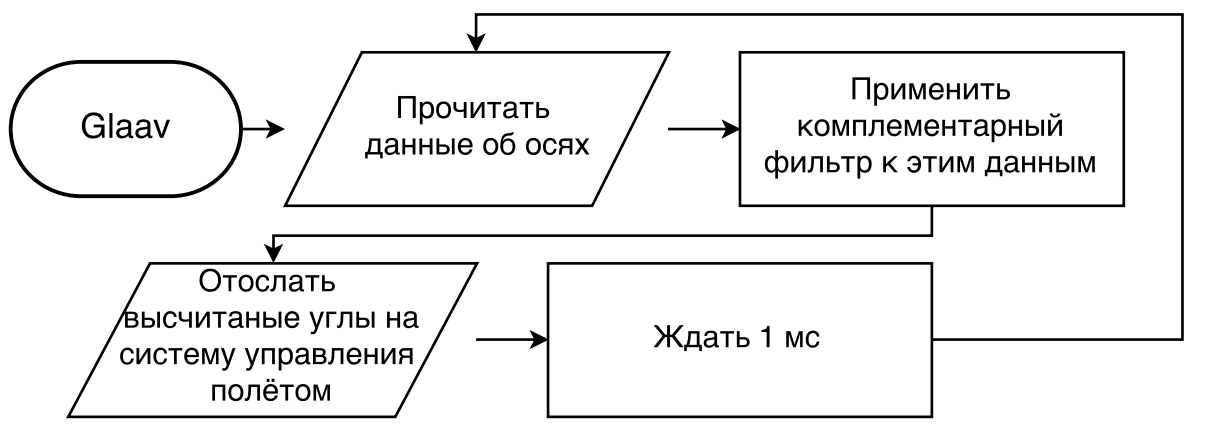 Glaav
Прочитать
данные об осях
Применить
комплементарный
фильтр к этим данным
Отослать
высчитаные углы на
систему управления
полётом
Ждать 1 мс